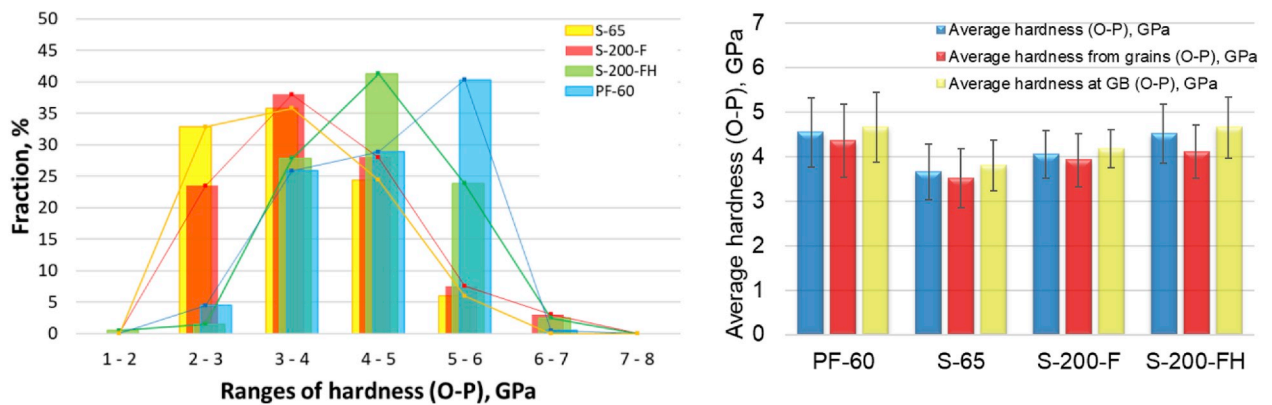 50
45
40
35
30
25
20
15
10
5
0
Fraction, %
S-65
S-200-F
S-200-FH
PF-60
1 - 2 2 - 3 3 - 4 4 - 5 5 - 6 6 - 7 7 - 8
Ranges of hardness (O-P), GPa
7
6
5
4
3
2
1
0
Average hardness (O-P), GPa
Average hardness (O-P), GPa
Average hardness from grains (O-P), GPa
Average hardness at GB (O-P), GPa
PF-60 S-65 S-200-F S-200-FH